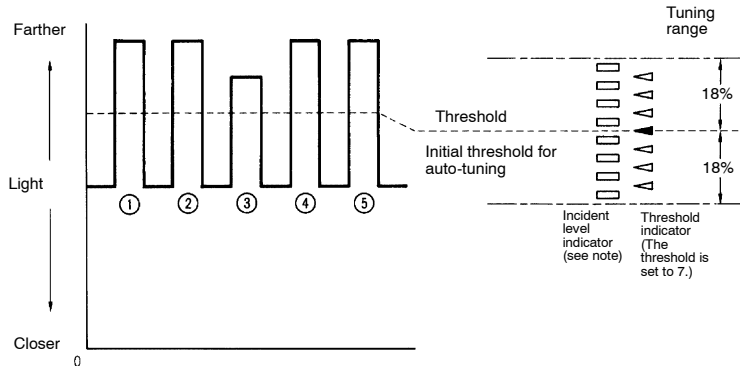 Farther
Light
Closer
0
① ② ③ ④ ⑤
Threshold
Initial threshold for
auto-tuning
Tuning
range
18%
18%
Incident
level
indicator
(see note)
Threshold
indicator
(The
threshold is
set to 7.)